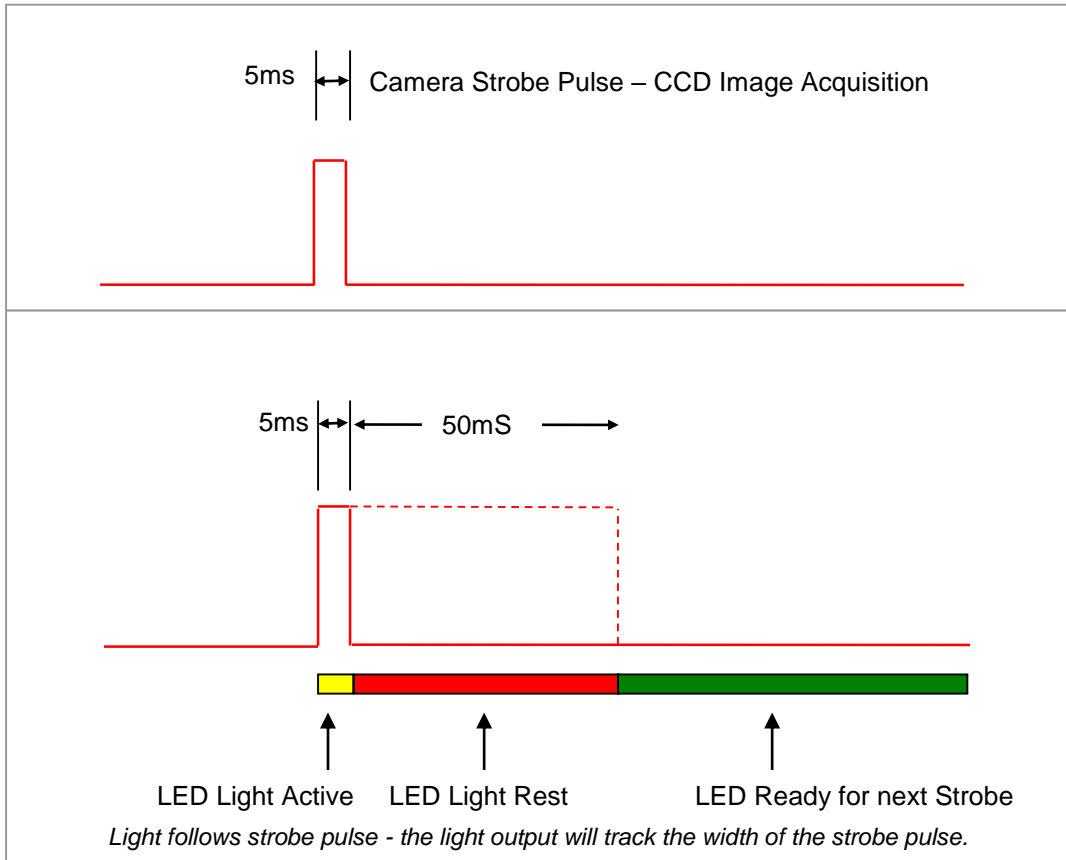 5ms
Camera Strobe Pulse – CCD Image Acquisition
5ms
50mS
LED Light Active
LED Light Rest
LED Ready for next Strobe
Light follows strobe pulse - the light output will track the width of the strobe pulse.